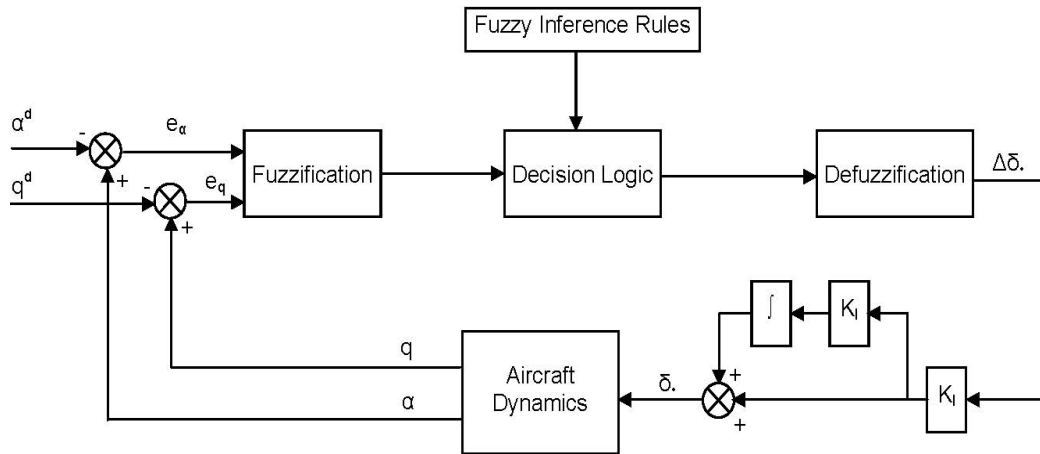 Fuzzy Inference Rules
α^d
-
e_α
+
q^d
-
e_q
+
Fuzzification
Decision Logic
Defuzzification
Δδ.
∫
K_I
K_I
+
+
δ.
q
α
Aircraft
Dynamics